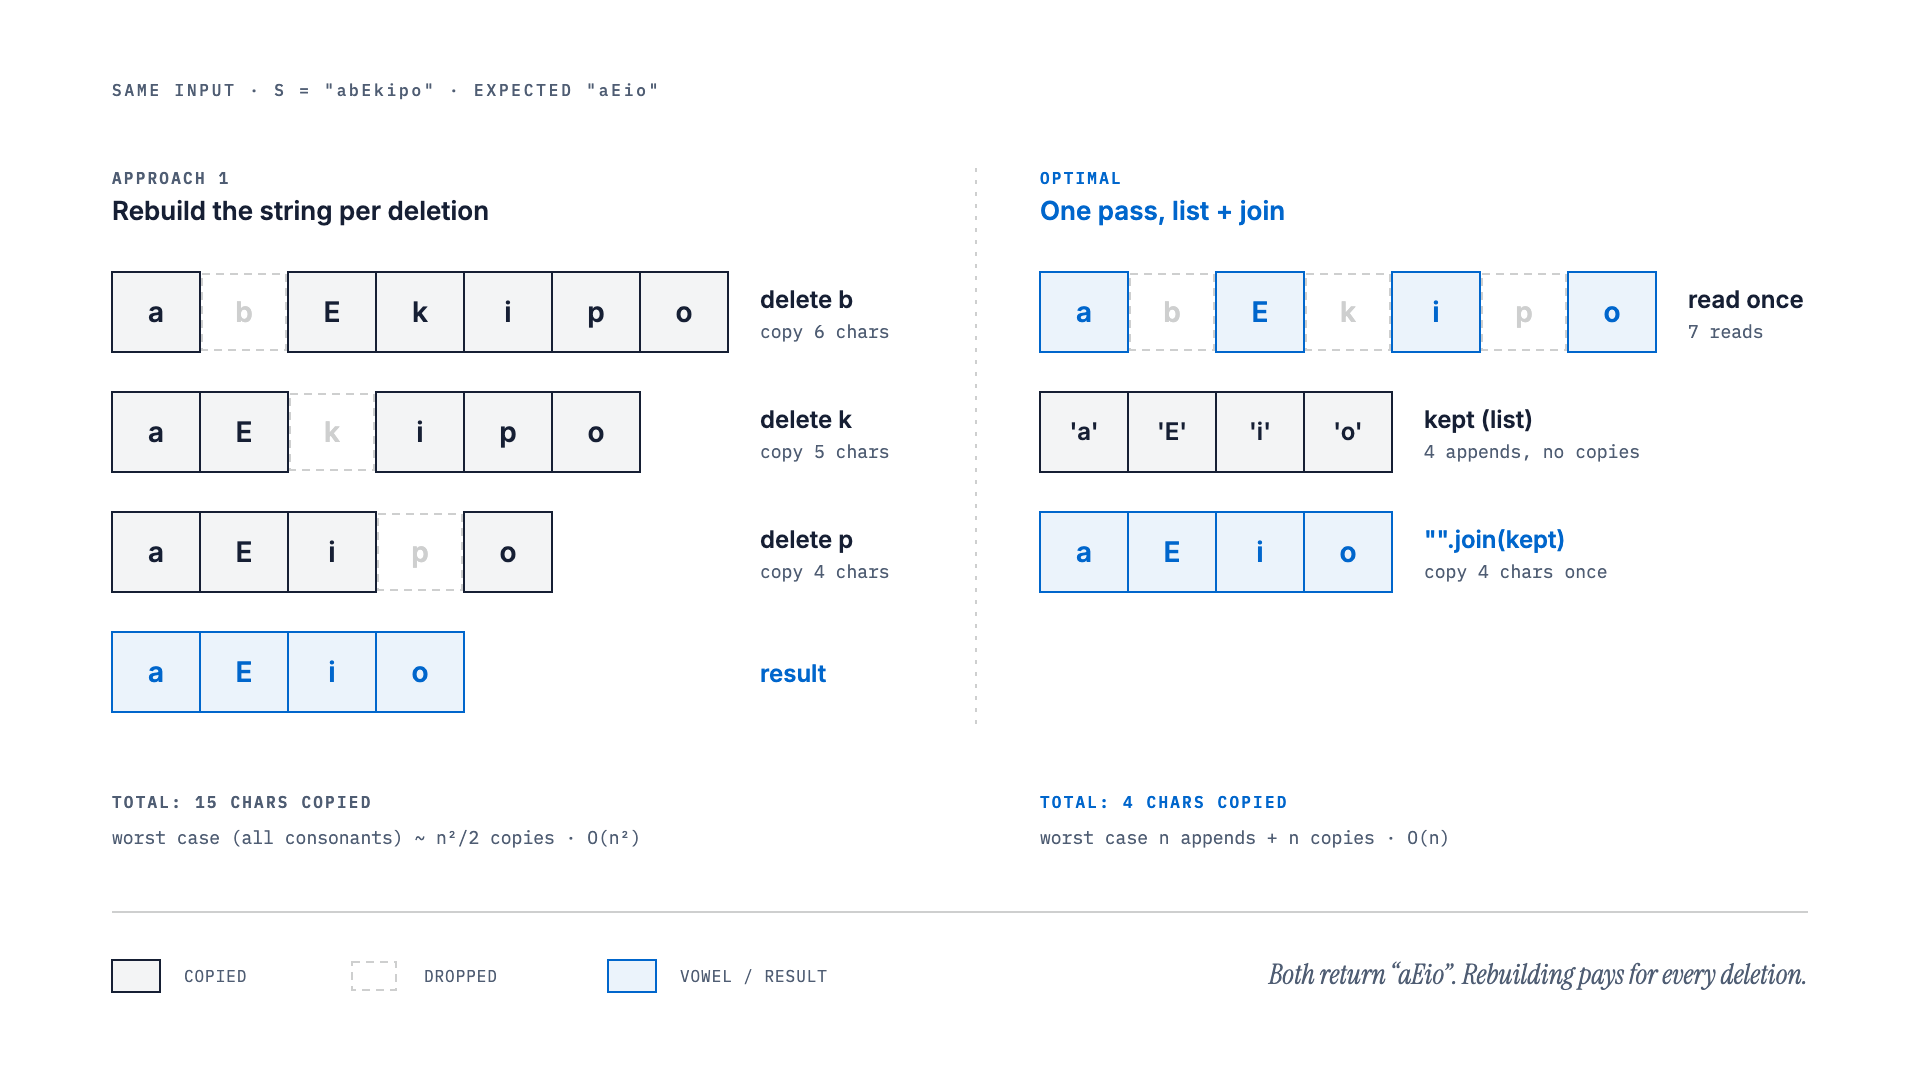 SAME INPUT · S = "abEkipo" · EXPECTED "aEio"
APPROACH 1
Rebuild the string per deletion
a b E k i p o
delete b
copy 6 chars
a E k i p o
delete k
copy 5 chars
a E i p o
delete p
copy 4 chars
a E i o
result
TOTAL: 15 CHARS COPIED
worst case (all consonants) ~ n²/2 copies · O(n²)
OPTIMAL
One pass, list + join
a b E k i p o
read once
7 reads
'a' 'E' 'i' 'o'
kept (list)
4 appends, no copies
a E i o
"".join(kept)
copy 4 chars once
TOTAL: 4 CHARS COPIED
worst case n appends + n copies · O(n)
COPIED
DROPPED
VOWEL / RESULT
Both return “aEio”. Rebuilding pays for every deletion.